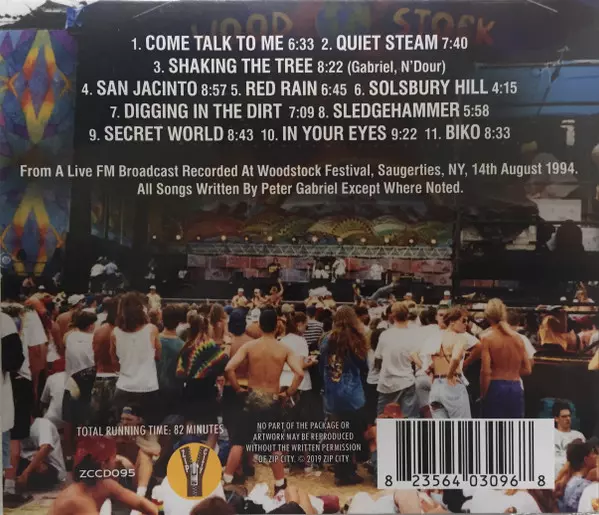 WOODSTOCK
1. COME TALK TO ME 6:33 2. QUIET STEAM 7:40
3. SHAKING THE TREE 8:22 (Gabriel, N'Dour)
4. SAN JACINTO 8:57 5. RED RAIN 6:45 6. SOLSBURY HILL 4:15
7. DIGGING IN THE DIRT 7:09 8. SLEDGEHAMMER 5:58
9. SECRET WORLD 8:43 10. IN YOUR EYES 9:22 11. BIKO 8:33
From A Live FM Broadcast Recorded At Woodstock Festival, Saugerties, NY, 14th August 1994.
All Songs Written By Peter Gabriel Except Where Noted.
TOTAL RUNNING TIME: 82 MINUTES
ZCCD095
NO PART OF THE PACKAGE OR
ARTWORK MAY BE REPRODUCED
WITHOUT THE WRITTEN PERMISSION
OF ZIP CITY. © 2019 ZIP CITY
8 23564 03096 8